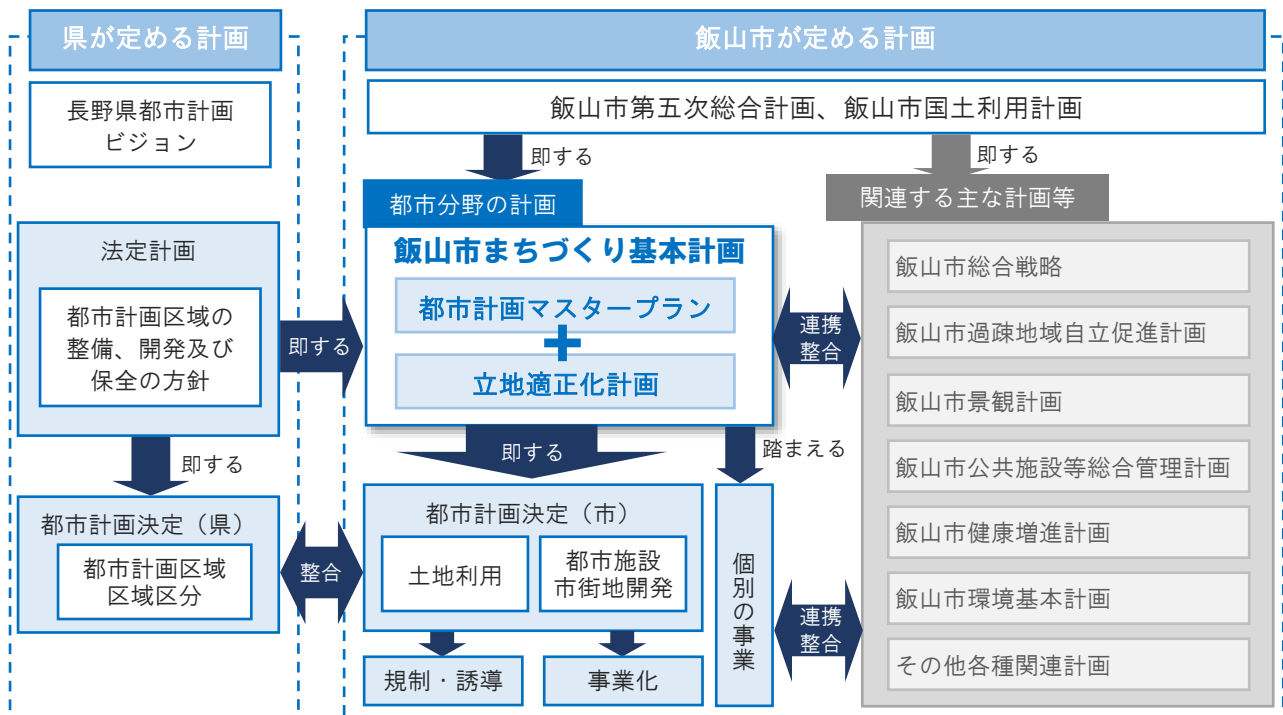 県が定める計画
長野県都市計画
ビジョン
法定計画
都市計画区域の
整備、開発及び
保全の方針
即する
即する
都市計画決定（県）
都市計画区域
区域区分
整合
飯山市が定める計画
飯山市第五次総合計画、飯山市国土利用計画
即する
即する
都市分野の計画
飯山市まちづくり基本計画
都市計画マスタープラン
+
立地適正化計画
連携
整合
即する
踏まえる
都市計画決定（市）
土地利用
都市施設
市街地開発
規制・誘導
事業化
個別の事業
連携
整合
関連する主な計画等
飯山市総合戦略
飯山市過疎地域自立促進計画
飯山市景観計画
飯山市公共施設等総合管理計画
飯山市健康増進計画
飯山市環境基本計画
その他各種関連計画